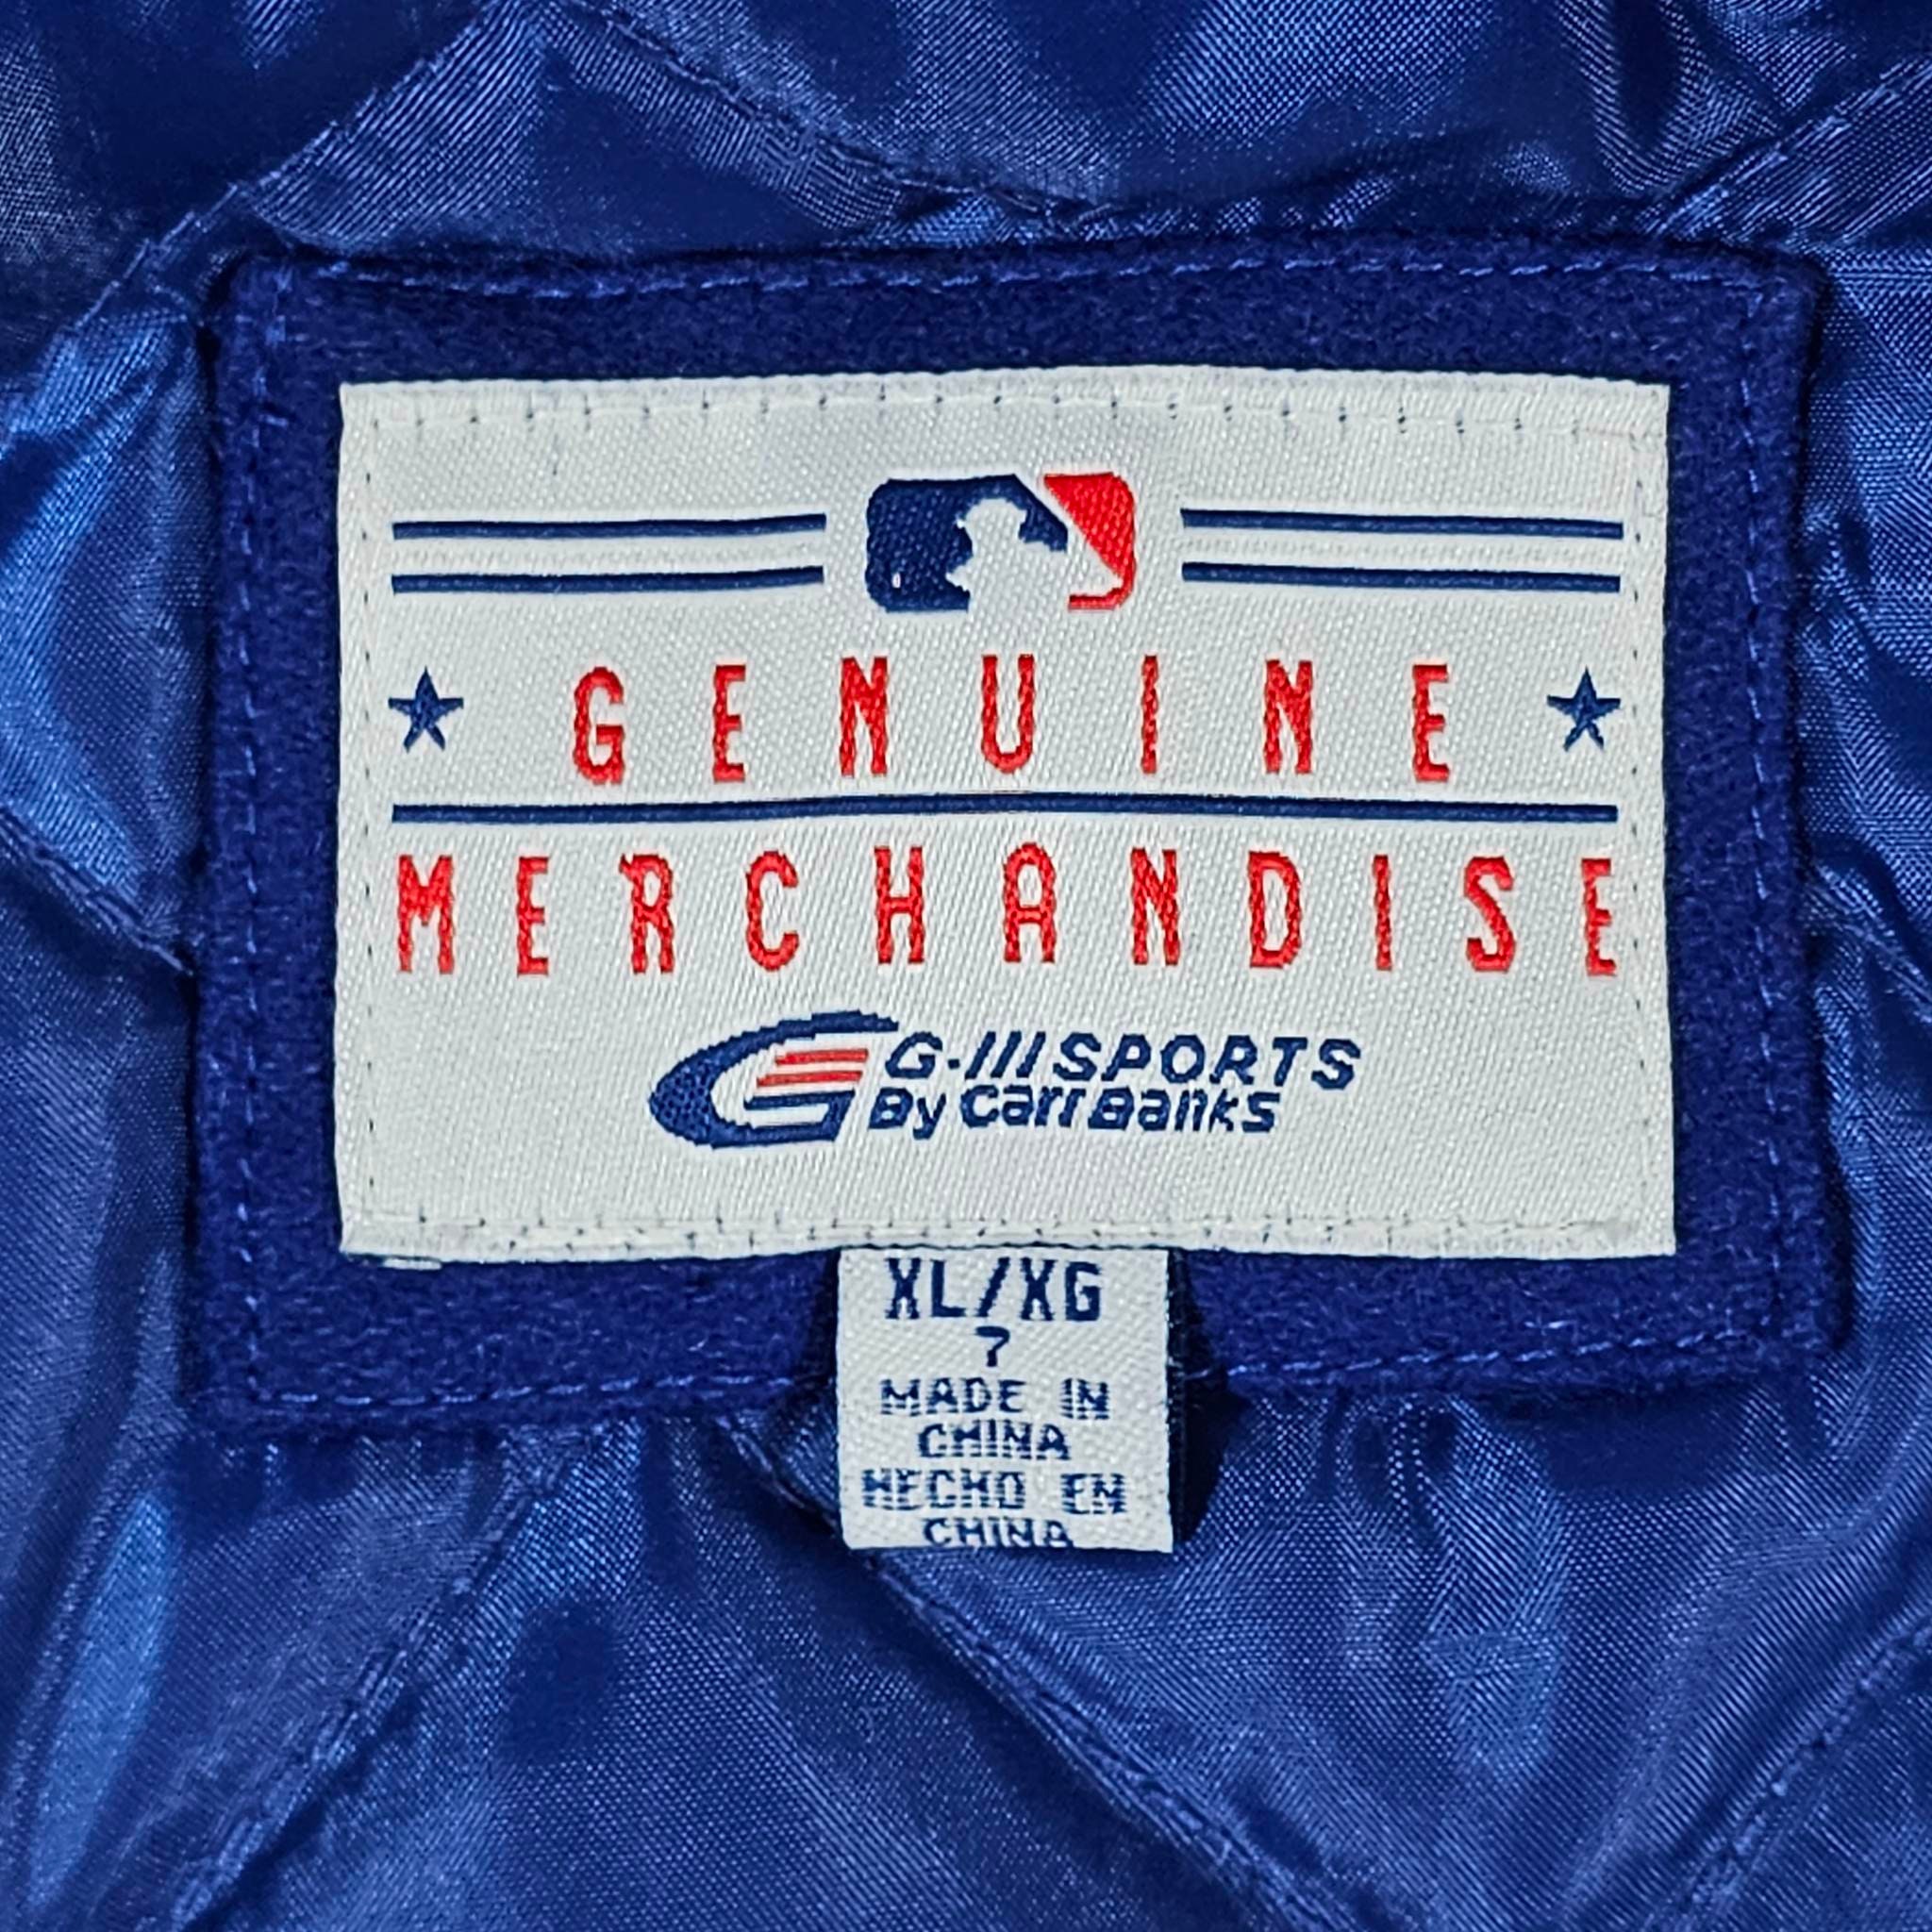 GENUINE
MERCHANDISE
G-III SPORTS
By Carl Banks
XL/XG
7
MADE IN
CHINA
HECHO EN
CHINA